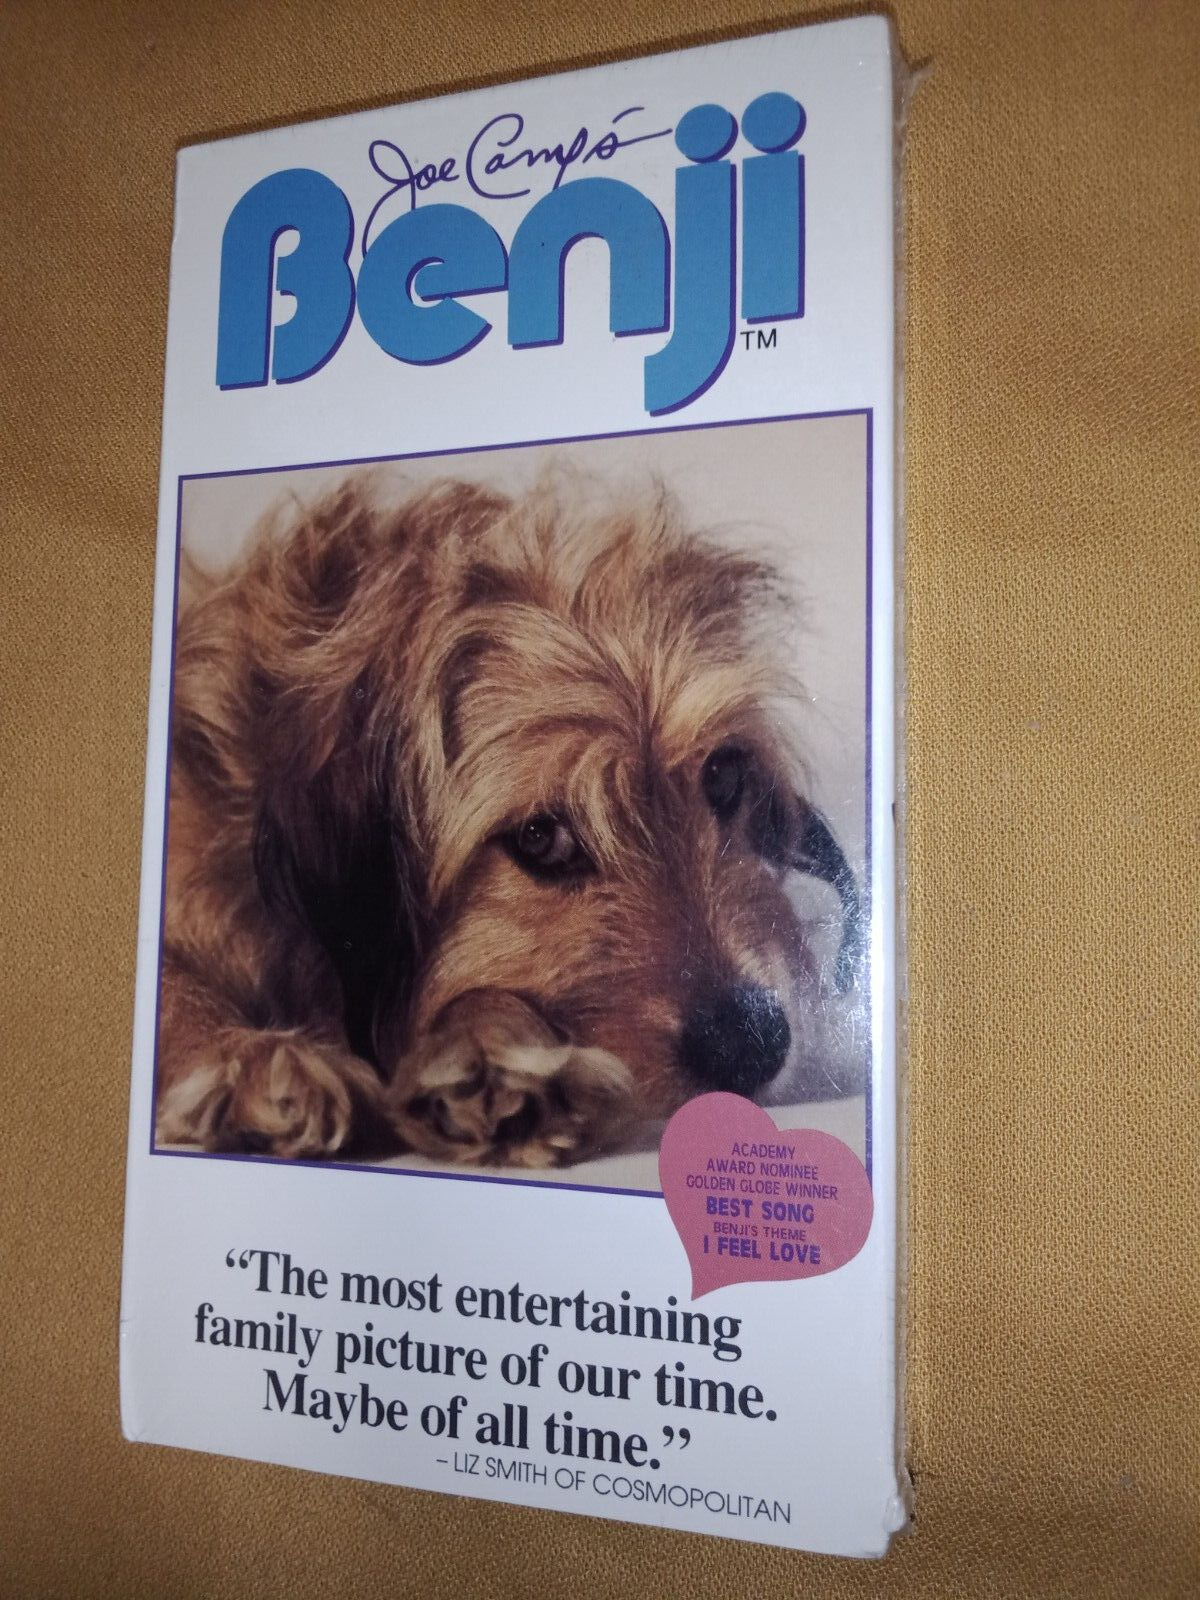 Joe Camp's
Benji
TM
ACADEMY
AWARD NOMINEE
GOLDEN GLOBE WINNER
BEST SONG
BENJI'S THEME
I FEEL LOVE
“The most entertaining
family picture of our time.
Maybe of all time.”
– LIZ SMITH OF COSMOPOLITAN